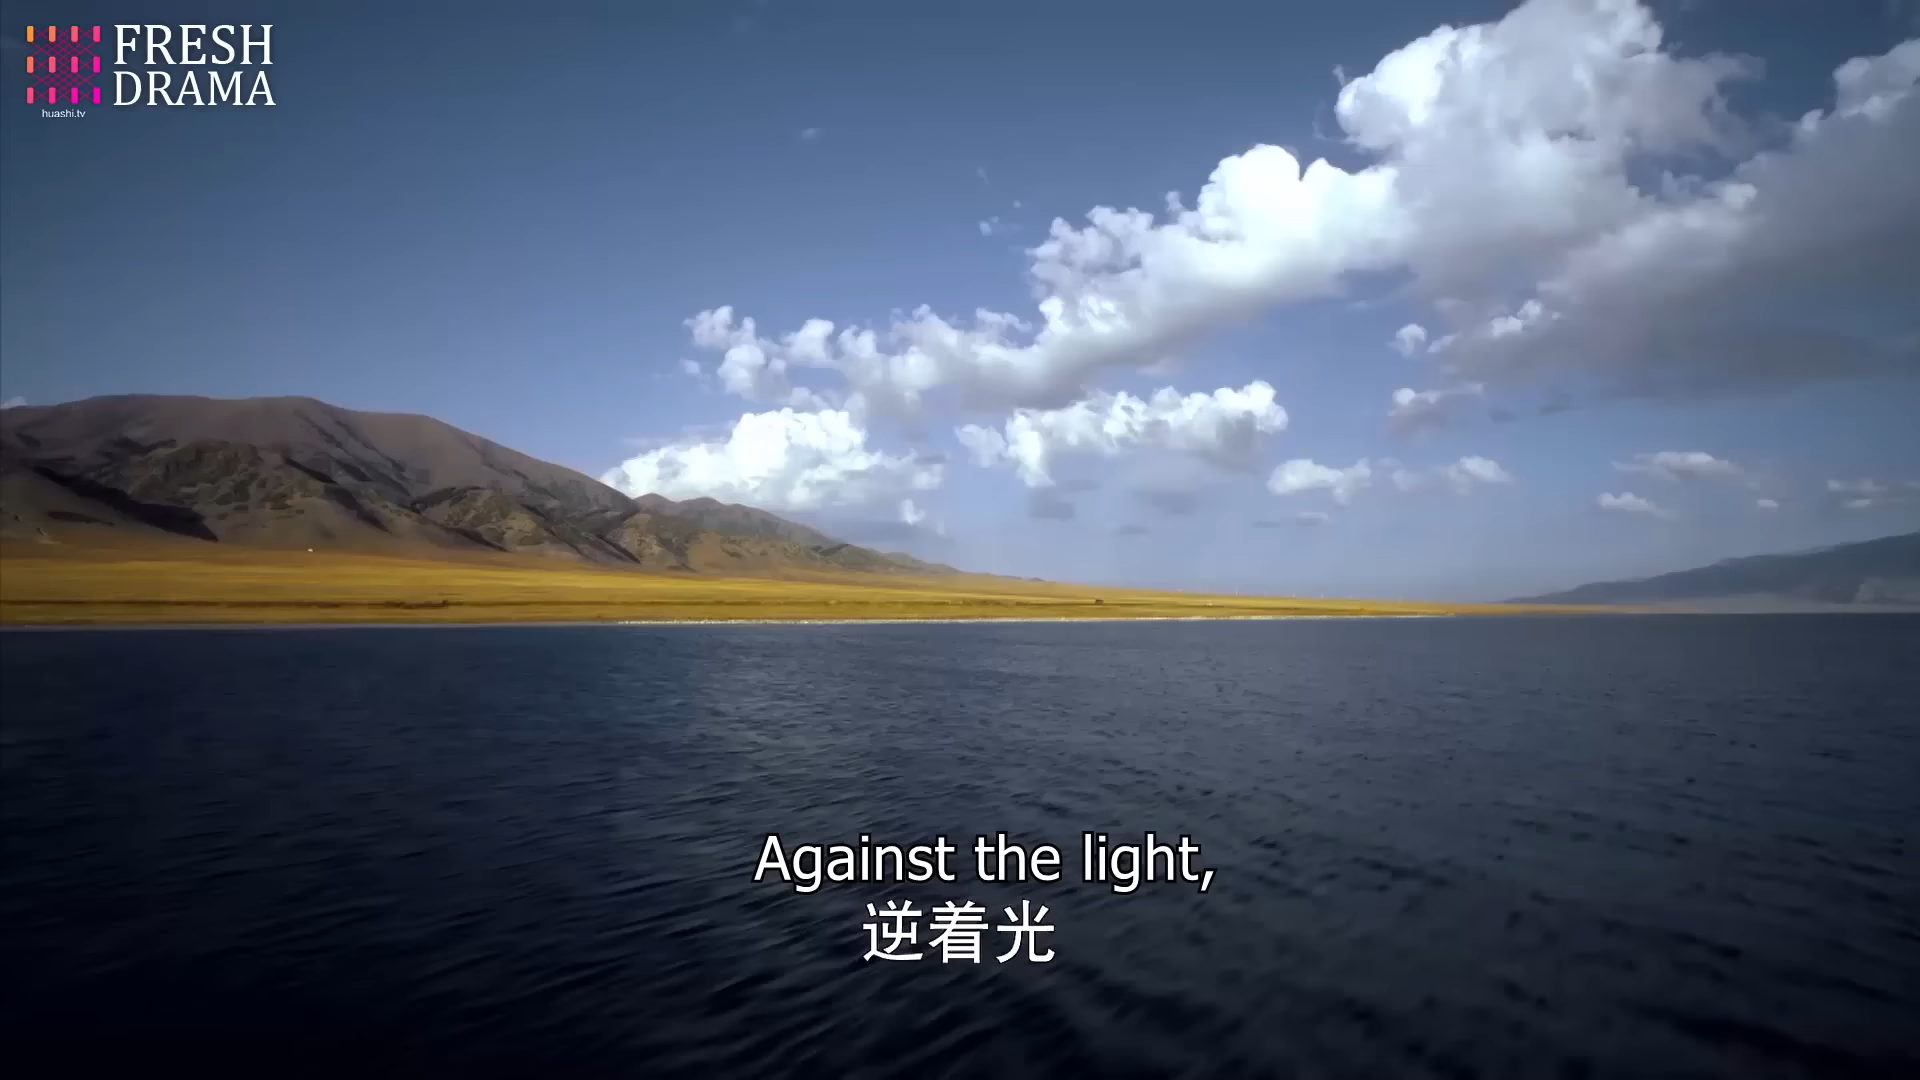 FRESH
DRAMA
huashi.tv
Against the light,
逆着光